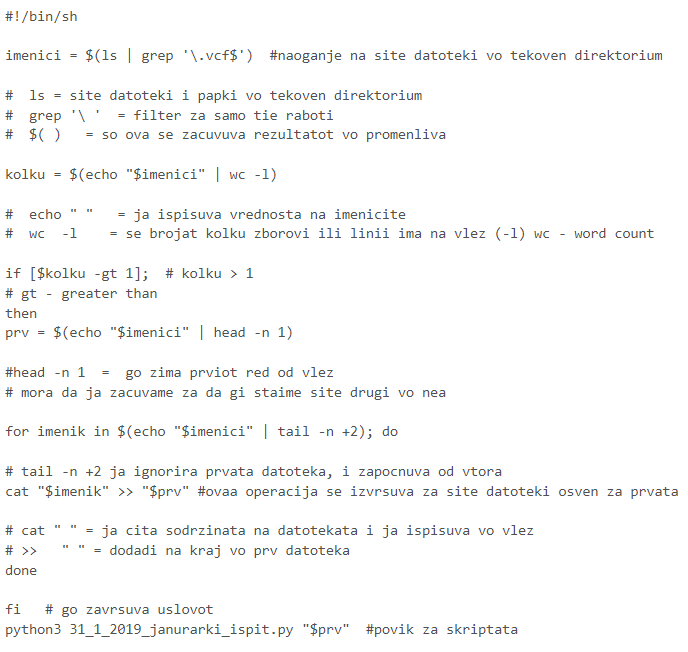 #!/bin/sh
imenici = $(ls | grep '\.vcf$')  #naoganje na site datoteki vo tekoven direktorium
#  ls = site datoteki i papki vo tekoven direktorium
#  grep '\ '  = filter za samo tie raboti
#  $( )   = so ova se zacuvuva rezultatot vo promenliva
kolku = $(echo "$imenici" | wc -l)
#  echo " "   = ja ispisuva vrednosta na imenicite
#  wc  -l    = se brojat kolku zborovi ili linii ima na vlez (-l) wc - word count
if [$kolku -gt 1];  # kolku > 1
# gt - greater than
then
prv = $(echo "$imenici" | head -n 1)
#head -n 1  =  go zima prviot red od vlez
# mora da ja zacuvame za da gi staime site drugi vo nea
for imenik in $(echo "$imenici" | tail -n +2); do
# tail -n +2 ja ignorira prvata datoteka, i zapocnuva od vtora
cat "$imenik" >> "$prv" #ovaa operacija se izvrsuva za site datoteki osven za prvata
# cat " " = ja cita sodrzinata na datotekata i ja ispisuva vo vlez
# >>   " " = dodadi na kraj vo prv datoteka
done
fi   # go zavrsuva uslovot
python3 31_1_2019_janurarki_ispit.py "$prv"  #povik za skriptata